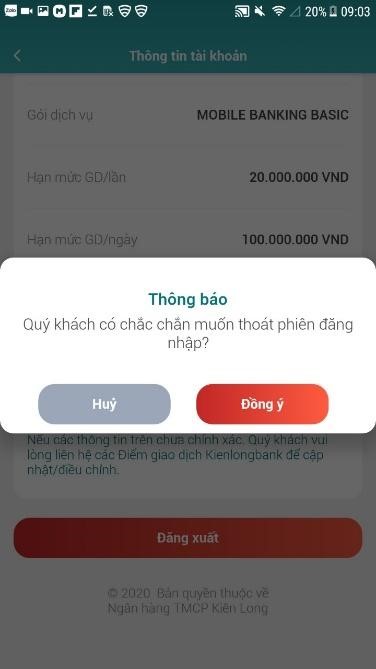 Zalo 20% 09:03
Thông tin tài khoản
Gói dịch vụ MOBILE BANKING BASIC
Hạn mức GD/lần 20.000.000 VND
Hạn mức GD/ngày 100.000.000 VND
Thông báo
Quý khách có chắc chắn muốn thoát phiên đăng
nhập?
Huỷ Đồng ý
Nếu các thông tin trên chưa chính xác. Quý khách vui
lòng liên hệ các Điểm giao dịch Kienlongbank để cập
nhật/điều chỉnh.
Đăng xuất
© 2020 Bản quyền thuộc về
Ngân hàng TMCP Kiên Long